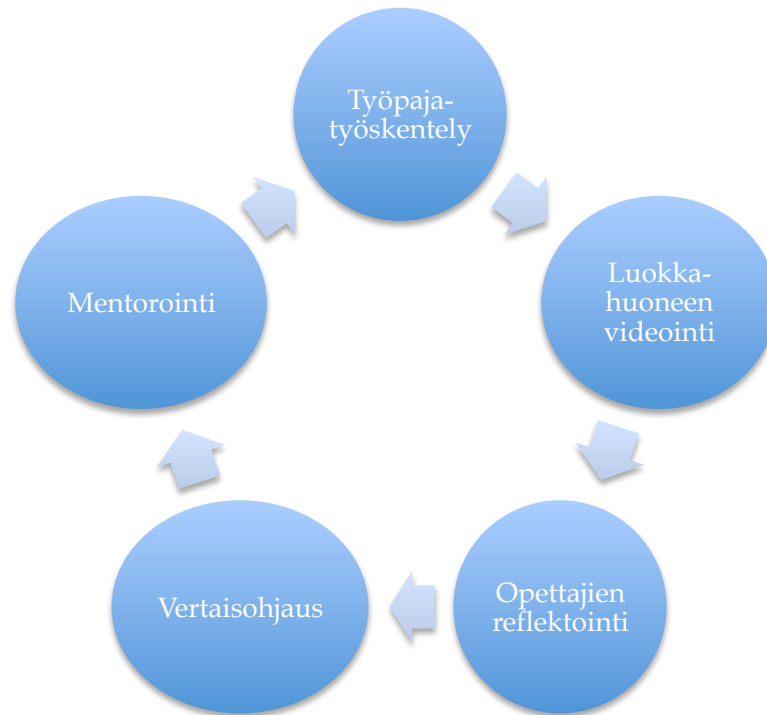 Työpaja-
työskentely
Luokka-
huoneen
videointi
Opettajien
reflektointi
Vertaisohjaus
Mentorointi